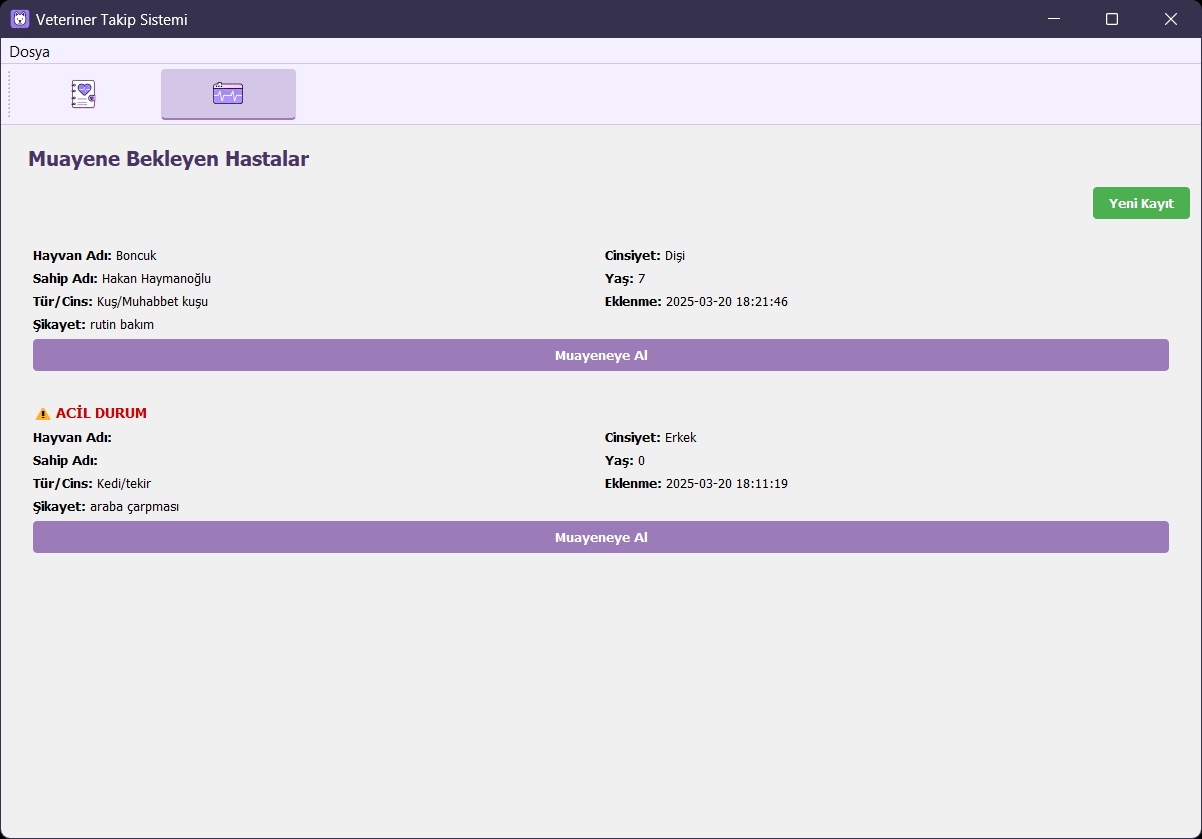 Veteriner Takip Sistemi
Dosya
Muayene Bekleyen Hastalar
Yeni Kayıt
Hayvan Adı: Boncuk
Cinsiyet: Dişi
Sahip Adı: Hakan Haymanoğlu
Yaş: 7
Tür/Cins: Kuş/Muhabbet kuşu
Eklenme: 2025-03-20 18:21:46
Şikayet: rutin bakım
Muayeneye Al
ACİL DURUM
Hayvan Adı:
Cinsiyet: Erkek
Sahip Adı:
Yaş: 0
Tür/Cins: Kedi/tekir
Eklenme: 2025-03-20 18:11:19
Şikayet: araba çarpması
Muayeneye Al